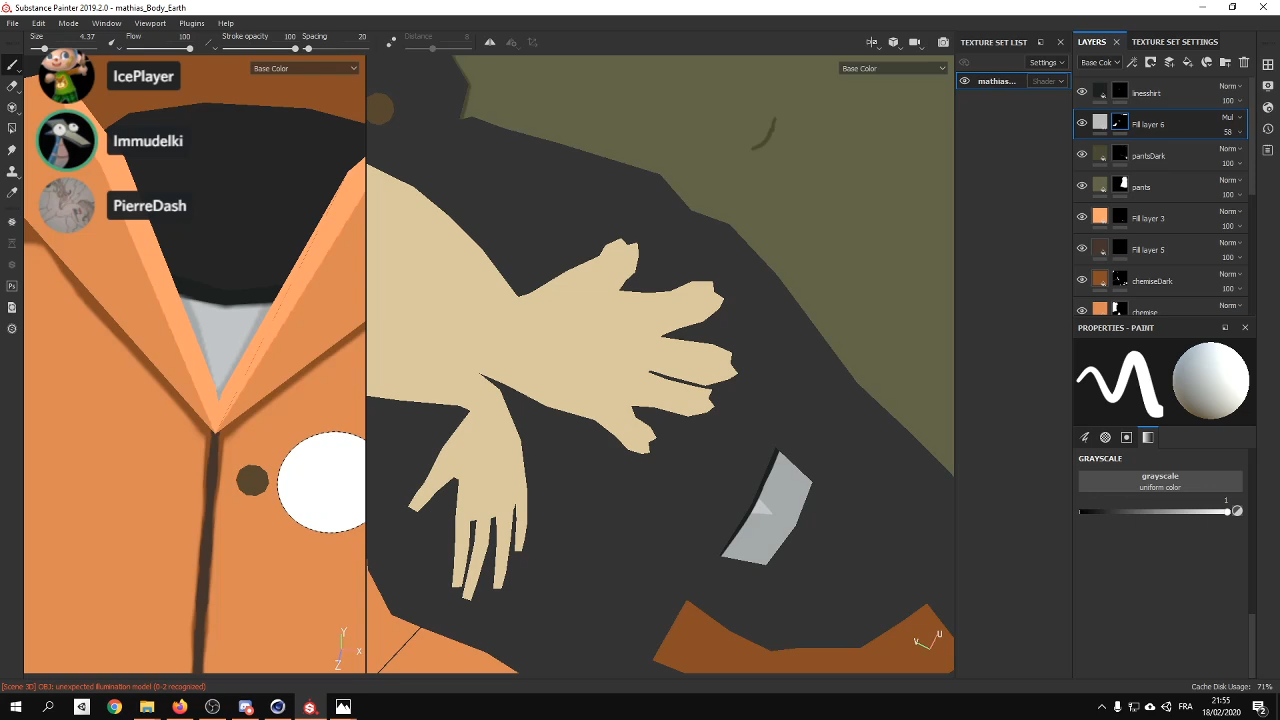 Substance Painter 2019.2.0 - mathias_Body_Earth
File Edit Mode Window Viewport Plugins Help
Size 4.37 Flow 100 Stroke opacity 100 Spacing 20 Distance 8
IcePlayer
Immudelki
PierreDash
Base Color
Base Color
TEXTURE SET LIST
Settings
mathias... Shader
LAYERS TEXTURE SET SETTINGS
Base Col
linesshirt Norm 100
Fill layer 6 Mul 58
pantsDark Norm 100
pants Norm 100
Fill layer 3 Norm 100
Fill layer 5 Norm 100
chemiseDark Norm 100
chemise Norm
PROPERTIES - PAINT
GRAYSCALE
grayscale
uniform color
1
Y
X
Z
U
V
[Scene 3D] OBJ: unexpected illumination model (0-2 recognized)
Cache Disk Usage: 71%
FRA
21:55
18/02/2020
2